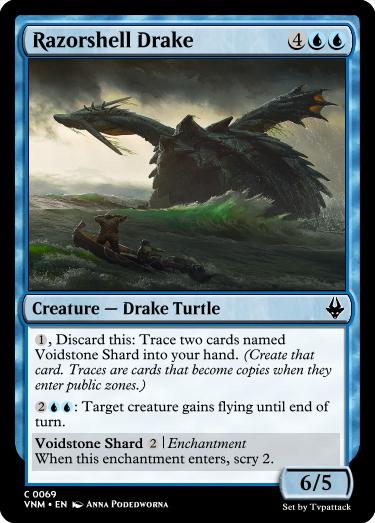 Razorshell Drake 4
Creature — Drake Turtle
1, Discard this: Trace two cards named
Voidstone Shard into your hand. (Create that
card. Traces are cards that become copies when they
enter public zones.)
2: Target creature gains flying until end of
turn.
Voidstone Shard 2 | Enchantment
When this enchantment enters, scry 2.
6/5
C 0069
VNM • EN Anna Podedworna
Set by Tvpattack